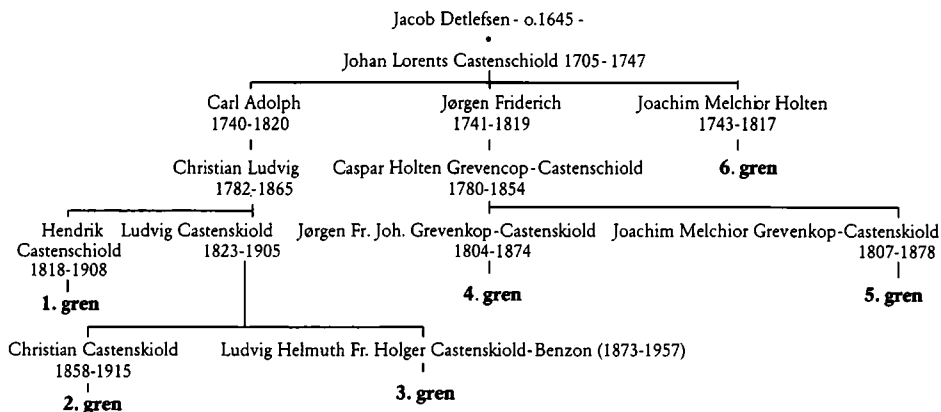 Jacob Detlefsen - o.1645 -
Johan Lorents Castenschiold 1705-1747
Carl Adolph Jørgen Friderich Joachim Melchior Holten
1740-1820 1741-1819 1743-1817
Christian Ludvig Caspar Holten Grevencop-Castenschiold 6. gren
1782-1865 1780-1854
Hendrik Ludvig Castenskiold Jørgen Fr. Joh. Grevenkop-Castenskiold Joachim Melchior Grevenkop-Castenskiold
Castenschiold 1823-1905 1804-1874 1807-1878
1818-1908
1. gren 4. gren 5. gren
Christian Castenskiold Ludvig Helmuth Fr. Holger Castenskiold-Benzon (1873-1957)
1858-1915
2. gren 3. gren